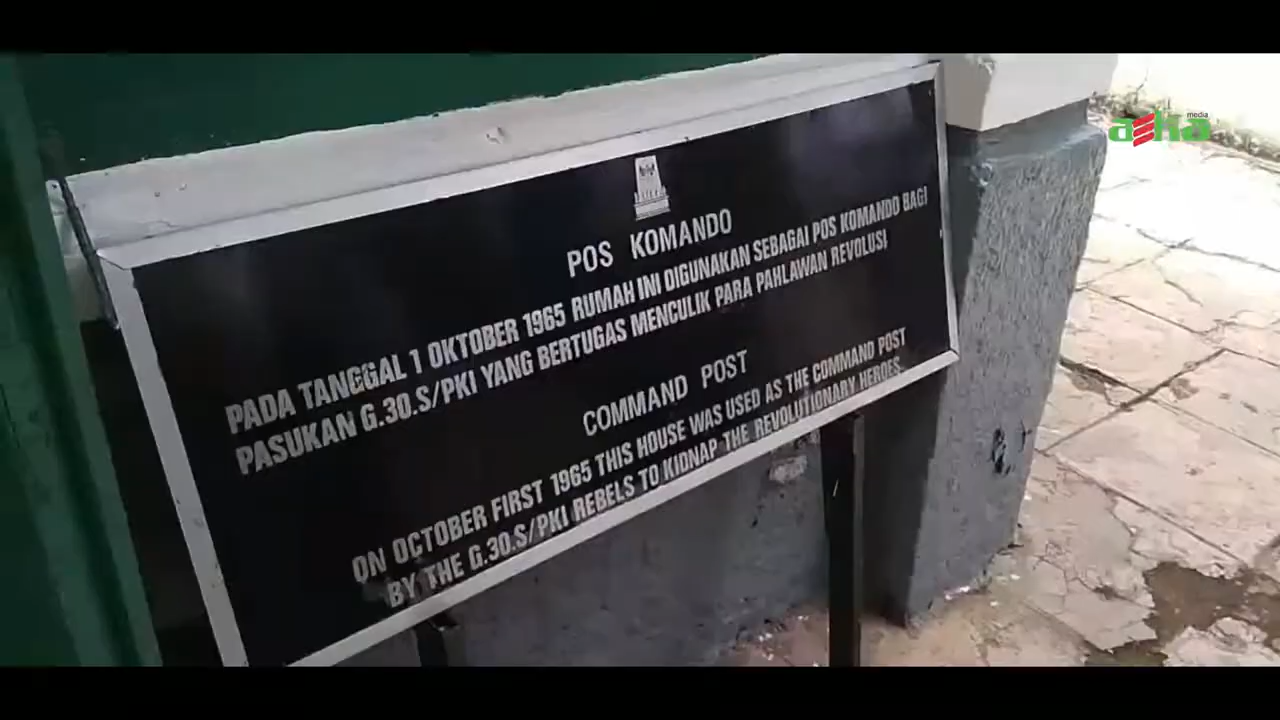 media
asha
POS KOMANDO
PADA TANGGAL 1 OKTOBER 1965 RUMAH INI DIGUNAKAN SEBAGAI POS KOMANDO BAGI
PASUKAN G.30.S/PKI YANG BERTUGAS MENCULIK PARA PAHLAWAN REVOLUSI
COMMAND POST
ON OCTOBER FIRST 1965 THIS HOUSE WAS USED AS THE COMMAND POST
BY THE G.30.S/PKI REBELS TO KIDNAP THE REVOLUTIONARY HEROES